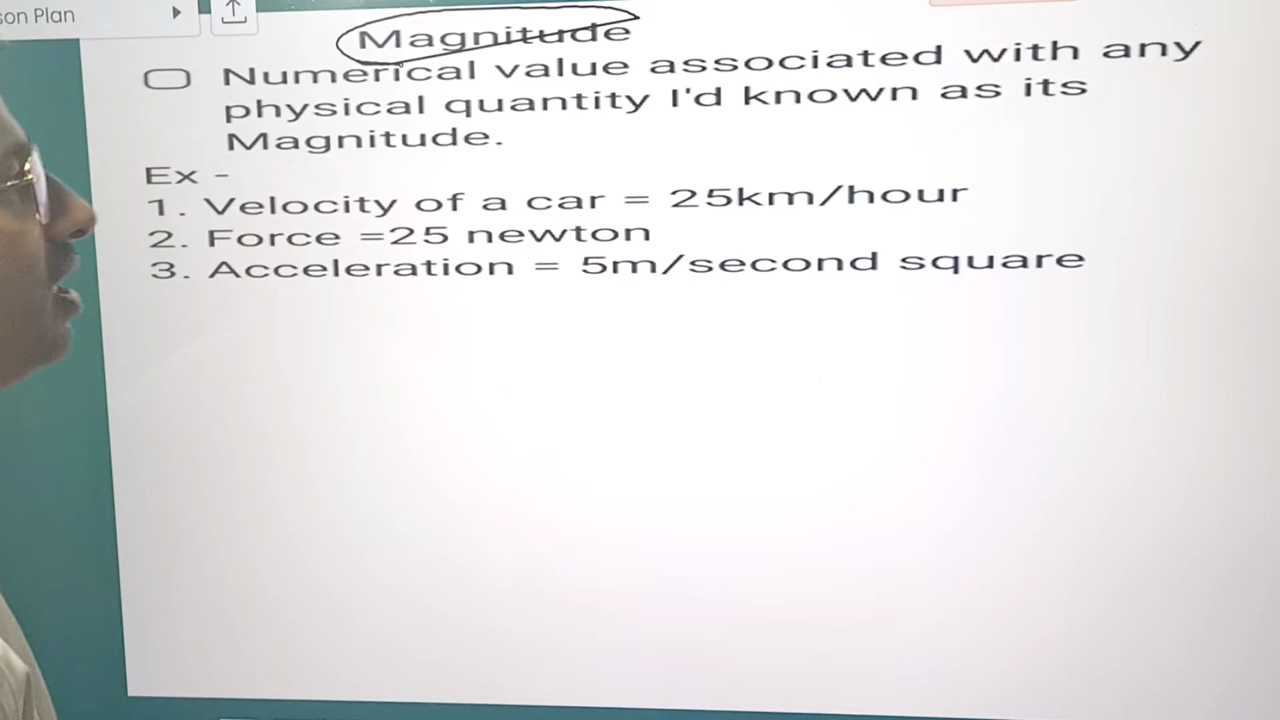 son Plan
Magnitude
Numerical value associated with any
physical quantity I'd known as its
Magnitude.
Ex -
1. Velocity of a car = 25km/hour
2. Force =25 newton
3. Acceleration = 5m/second square